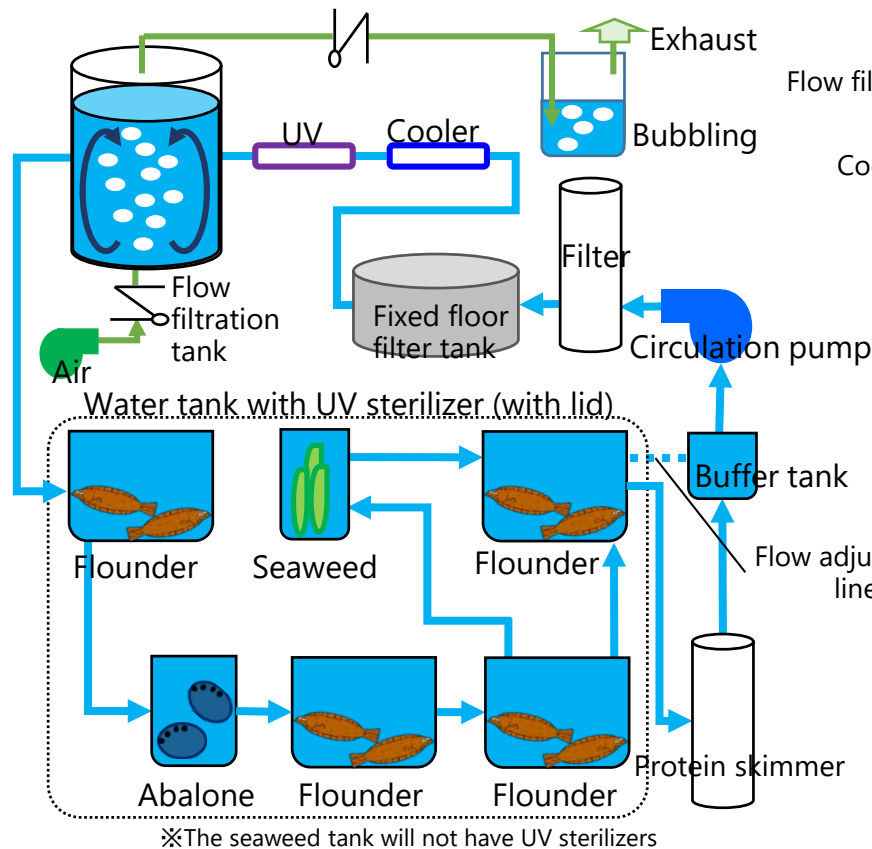 Exhaust
Flow fil
UV
Cooler
Bubbling
Coo
Filter
Flow
filtration
tank
Fixed floor
filter tank
Air
Circulation pump
Water tank with UV sterilizer (with lid)
Buffer tank
Flounder
Seaweed
Flounder
Flow adju
line
Protein skimmer
Abalone
Flounder
Flounder
※The seaweed tank will not have UV sterilizers